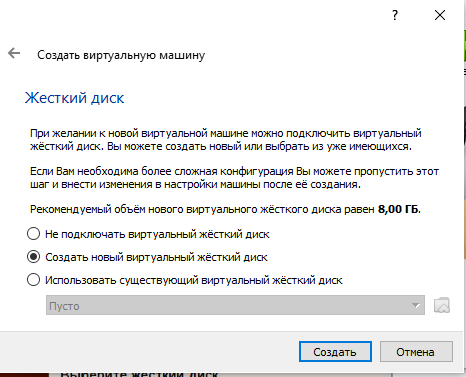 ?
Создать виртуальную машину
Жесткий диск
При желании к новой виртуальной машине можно подключить виртуальный
жёсткий диск. Вы можете создать новый или выбрать из уже имеющихся.
Если Вам необходима более сложная конфигурация Вы можете пропустить этот
шаг и внести изменения в настройки машины после её создания.
Рекомендуемый объём нового виртуального жёсткого диска равен 8,00 ГБ.
Не подключать виртуальный жёсткий диск
Создать новый виртуальный жёсткий диск
Использовать существующий виртуальный жёсткий диск
Пусто
Создать
Отмена
Выберите жесткий диск